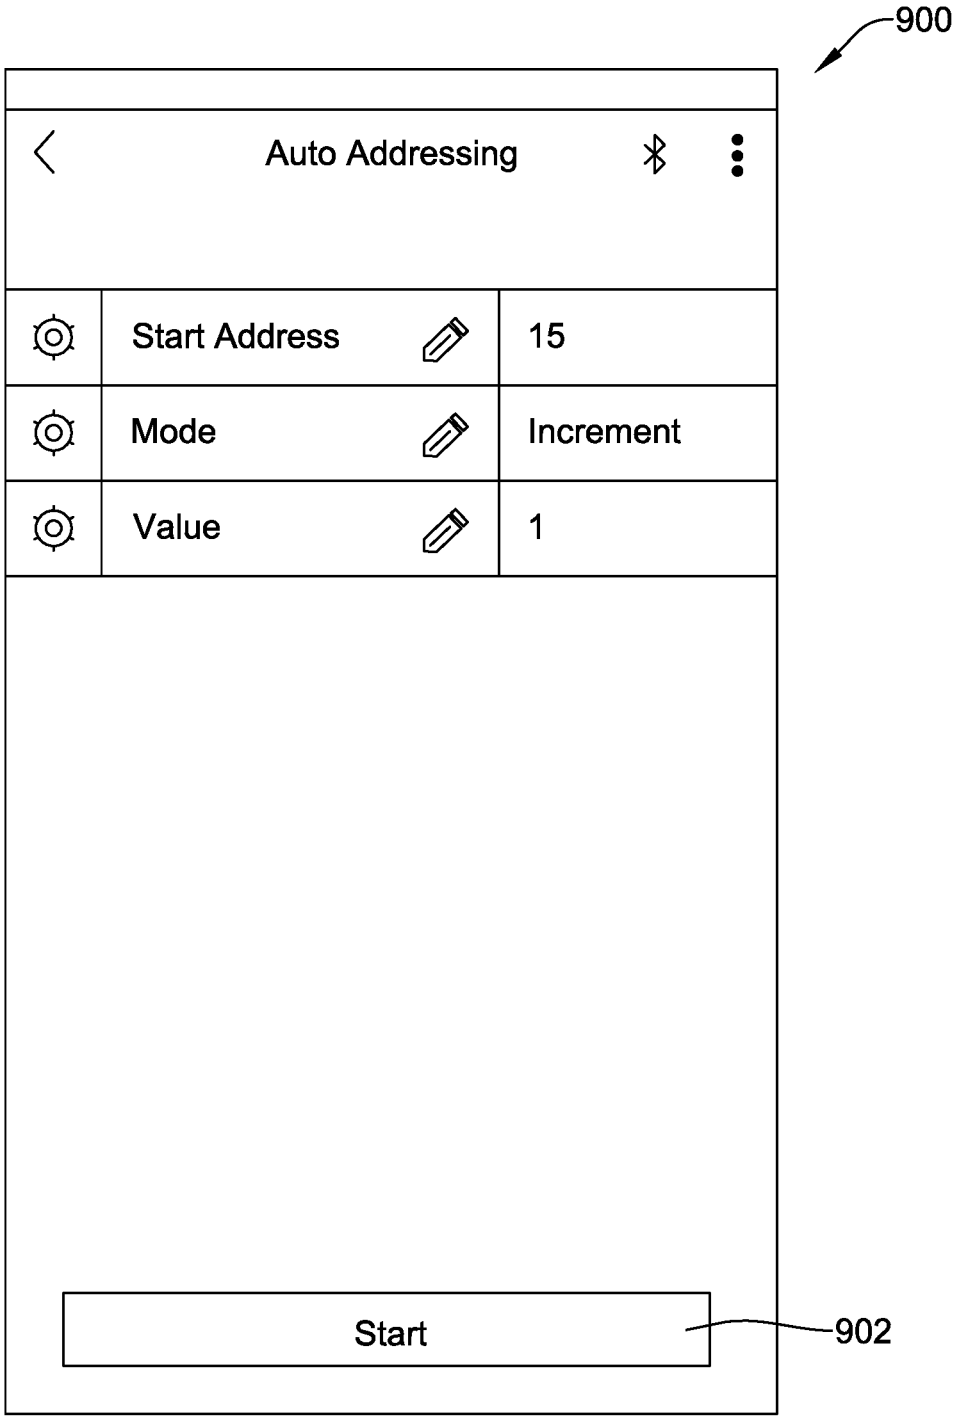 900
Auto Addressing
Start Address 15
Mode Increment
Value 1
Start
902